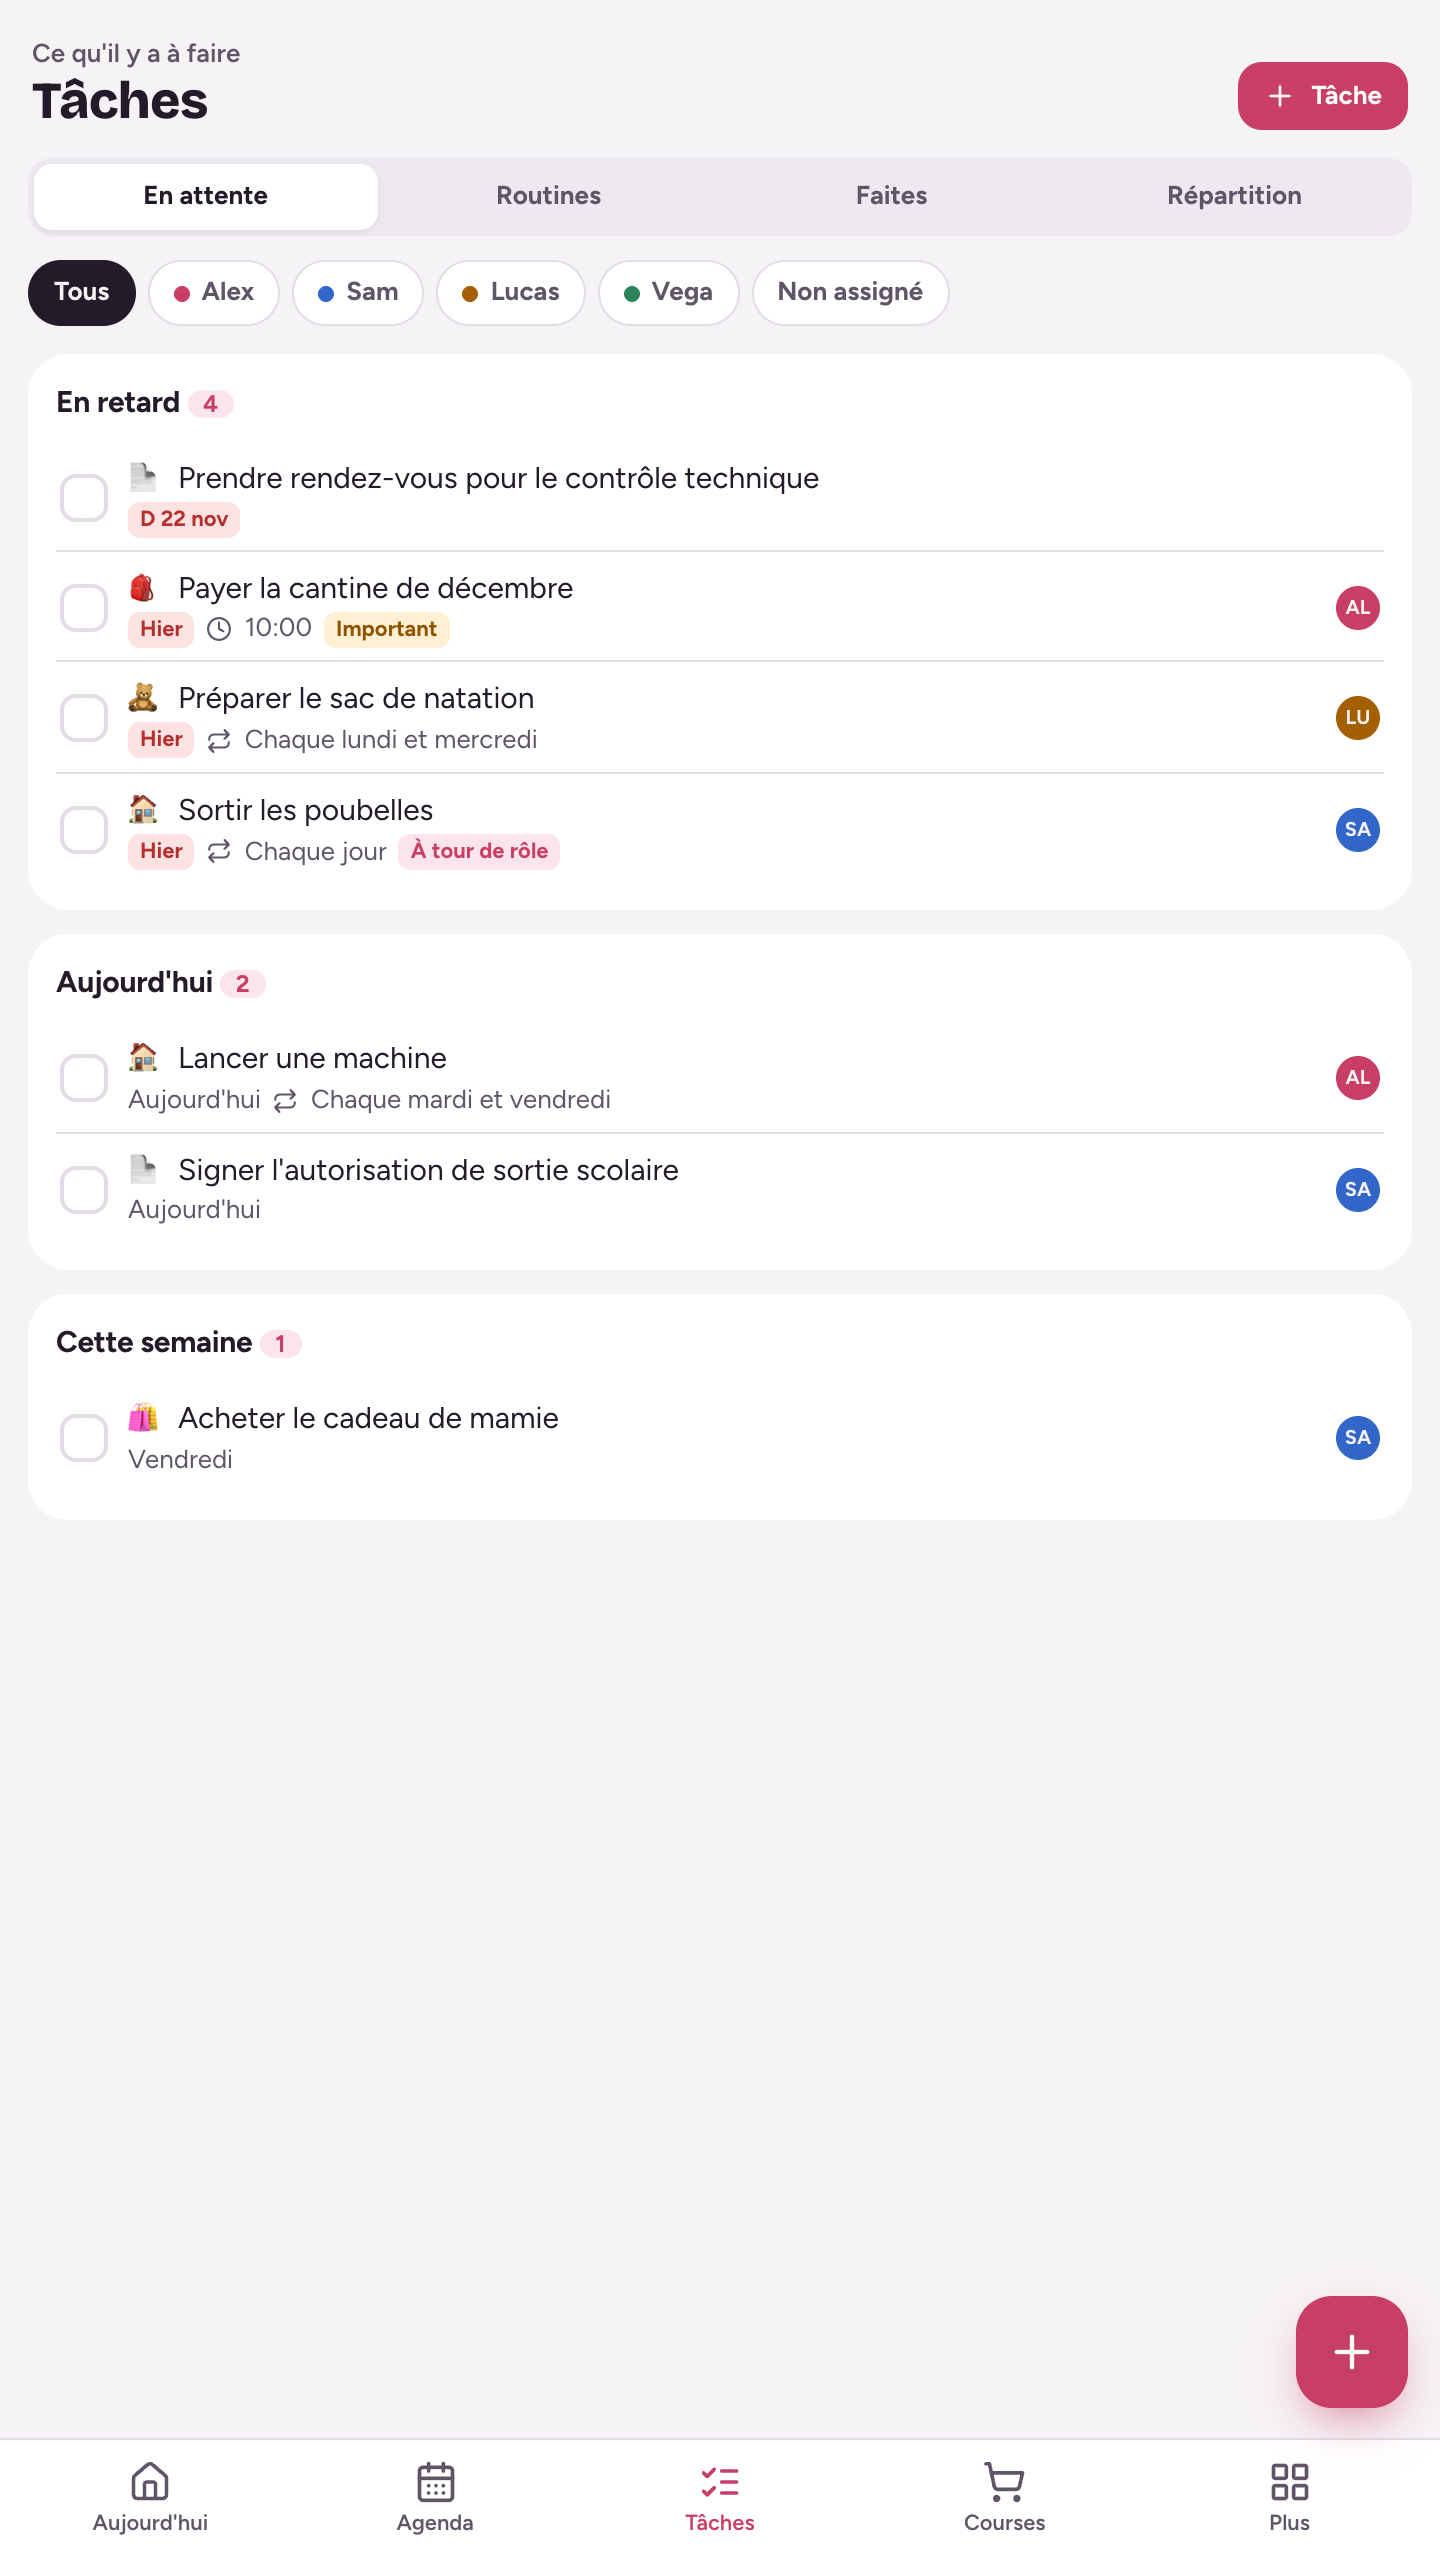 Ce qu'il y a à faire
Tâches
Tâche
En attente Routines Faites Répartition
Tous Alex Sam Lucas Vega Non assigné
En retard 4
Prendre rendez-vous pour le contrôle technique
D 22 nov
Payer la cantine de décembre
Hier 10:00 Important
AL
Préparer le sac de natation
Hier Chaque lundi et mercredi
LU
Sortir les poubelles
Hier Chaque jour À tour de rôle
SA
Aujourd'hui 2
Lancer une machine
Aujourd'hui Chaque mardi et vendredi
AL
Signer l'autorisation de sortie scolaire
Aujourd'hui
SA
Cette semaine 1
Acheter le cadeau de mamie
Vendredi
SA
Aujourd'hui Agenda Tâches Courses Plus